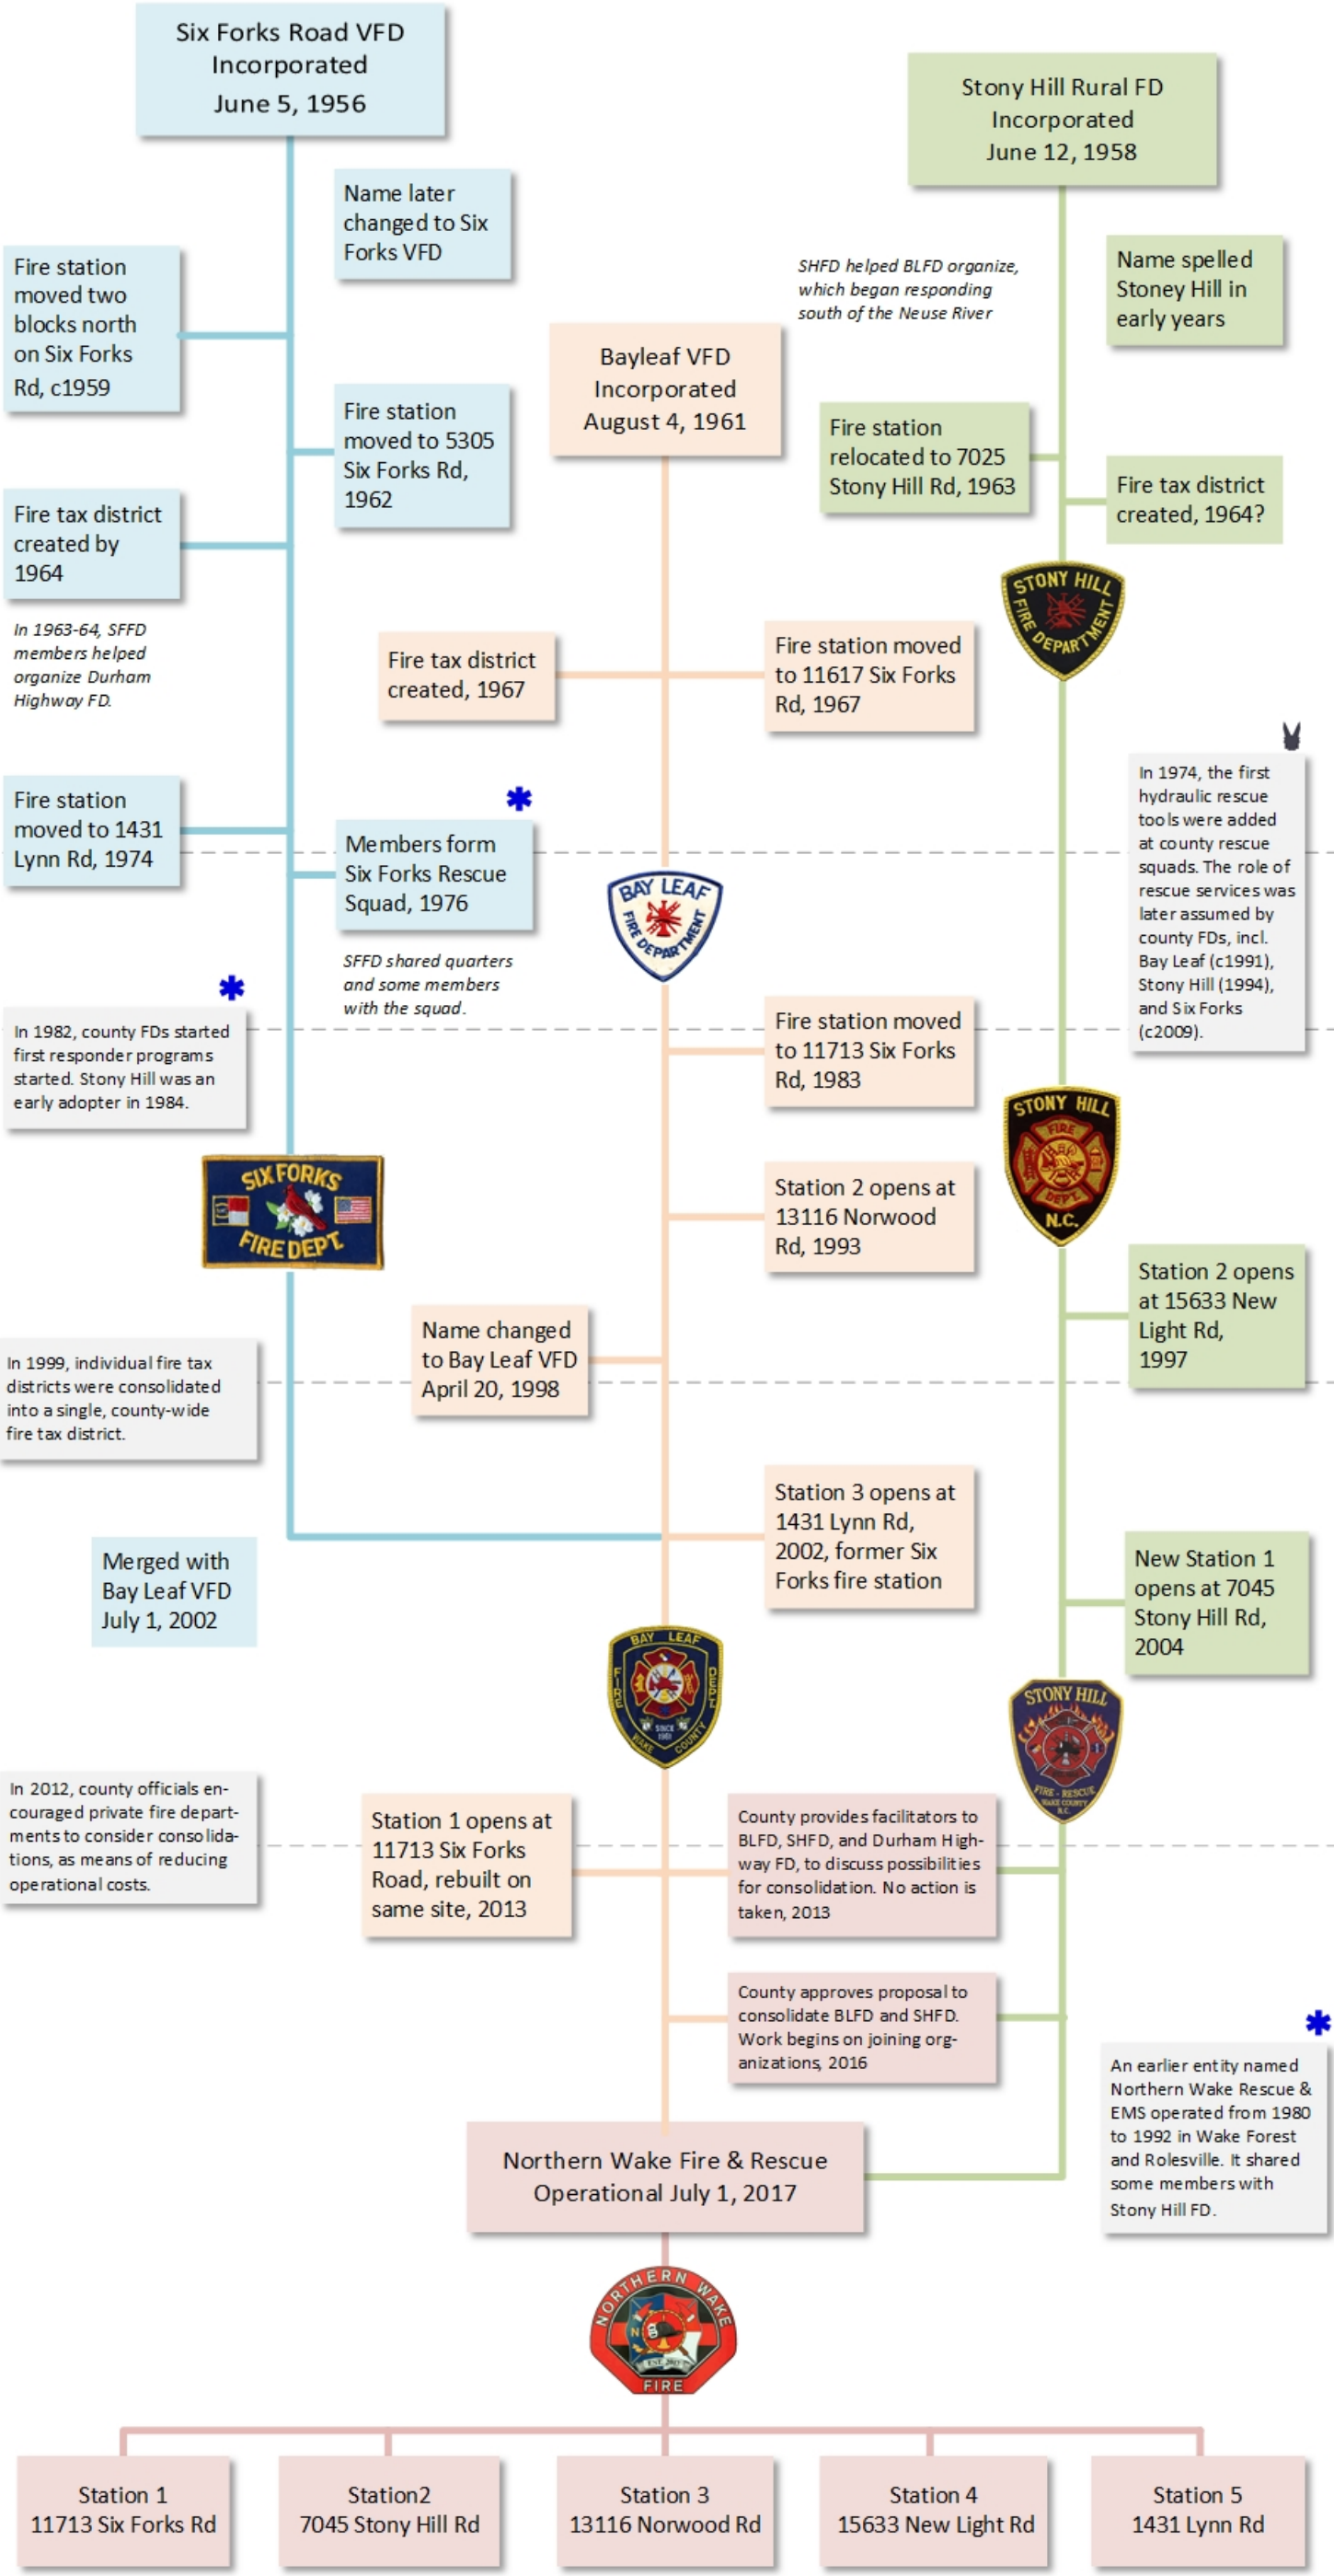 Six Forks Road VFD
Incorporated
June 5, 1956
Stony Hill Rural FD
Incorporated
June 12, 1958
Name later
changed to Six
Forks VFD
Fire station
moved two
blocks north
on Six Forks
Rd, c1959
SHFD helped BLFD organize,
which began responding
south of the Neuse River
Name spelled
Stoney Hill in
early years
Bayleaf VFD
Incorporated
August 4, 1961
Fire station
moved to 5305
Six Forks Rd,
1962
Fire station
relocated to 7025
Stony Hill Rd, 1963
Fire tax district
created, 1964?
Fire tax district
created by
1964
In 1963-64, SFFD
members helped
organize Durham
Highway FD.
STONY HILL
FIRE DEPARTMENT
Fire tax district
created, 1967
Fire station moved
to 11617 Six Forks
Rd, 1967
Fire station
moved to 1431
Lynn Rd, 1974
Members form
Six Forks Rescue
Squad, 1976
SFFD shared quarters
and some members
with the squad.
BAY LEAF
FIRE DEPARTMENT
In 1974, the first
hydraulic rescue
tools were added
at county rescue
squads. The role of
rescue services was
later assumed by
county FDs, incl.
Bay Leaf (c1991),
Stony Hill (1994),
and Six Forks
(c2009).
In 1982, county FDs started
first responder programs
started. Stony Hill was an
early adopter in 1984.
Fire station moved
to 11713 Six Forks
Rd, 1983
SIX FORKS
FIRE DEPT.
STONY HILL
FIRE
DEPT.
N.C.
Station 2 opens at
13116 Norwood
Rd, 1993
Station 2 opens
at 15633 New
Light Rd,
1997
Name changed
to Bay Leaf VFD
April 20, 1998
In 1999, individual fire tax
districts were consolidated
into a single, county-wide
fire tax district.
Station 3 opens at
1431 Lynn Rd,
2002, former Six
Forks fire station
Merged with
Bay Leaf VFD
July 1, 2002
New Station 1
opens at 7045
Stony Hill Rd,
2004
BAY LEAF
FIRE DEPT
SINCE
1961
WAKE COUNTY
STONY HILL
FIRE - RESCUE
WAKE COUNTY
N.C.
In 2012, county officials en-
couraged private fire depart-
ments to consider consolida-
tions, as means of reducing
operational costs.
Station 1 opens at
11713 Six Forks
Road, rebuilt on
same site, 2013
County provides facilitators to
BLFD, SHFD, and Durham High-
way FD, to discuss possibilities
for consolidation. No action is
taken, 2013
County approves proposal to
consolidate BLFD and SHFD.
Work begins on joining org-
anizations, 2016
An earlier entity named
Northern Wake Rescue &
EMS operated from 1980
to 1992 in Wake Forest
and Rolesville. It shared
some members with
Stony Hill FD.
Northern Wake Fire & Rescue
Operational July 1, 2017
NORTHERN WAKE
FIRE
Station 1
11713 Six Forks Rd
Station2
7045 Stony Hill Rd
Station 3
13116 Norwood Rd
Station 4
15633 New Light Rd
Station 5
1431 Lynn Rd